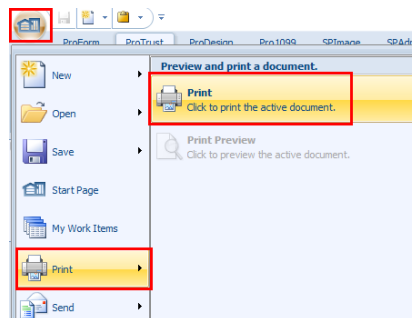 ProForm ProTrust ProDesign Pro1099 SPImage SPAd
New
Open
Save
Start Page
My Work Items
Print
Send
Preview and print a document.
Print
Click to print the active document.
Print Preview
Click to preview the active document.